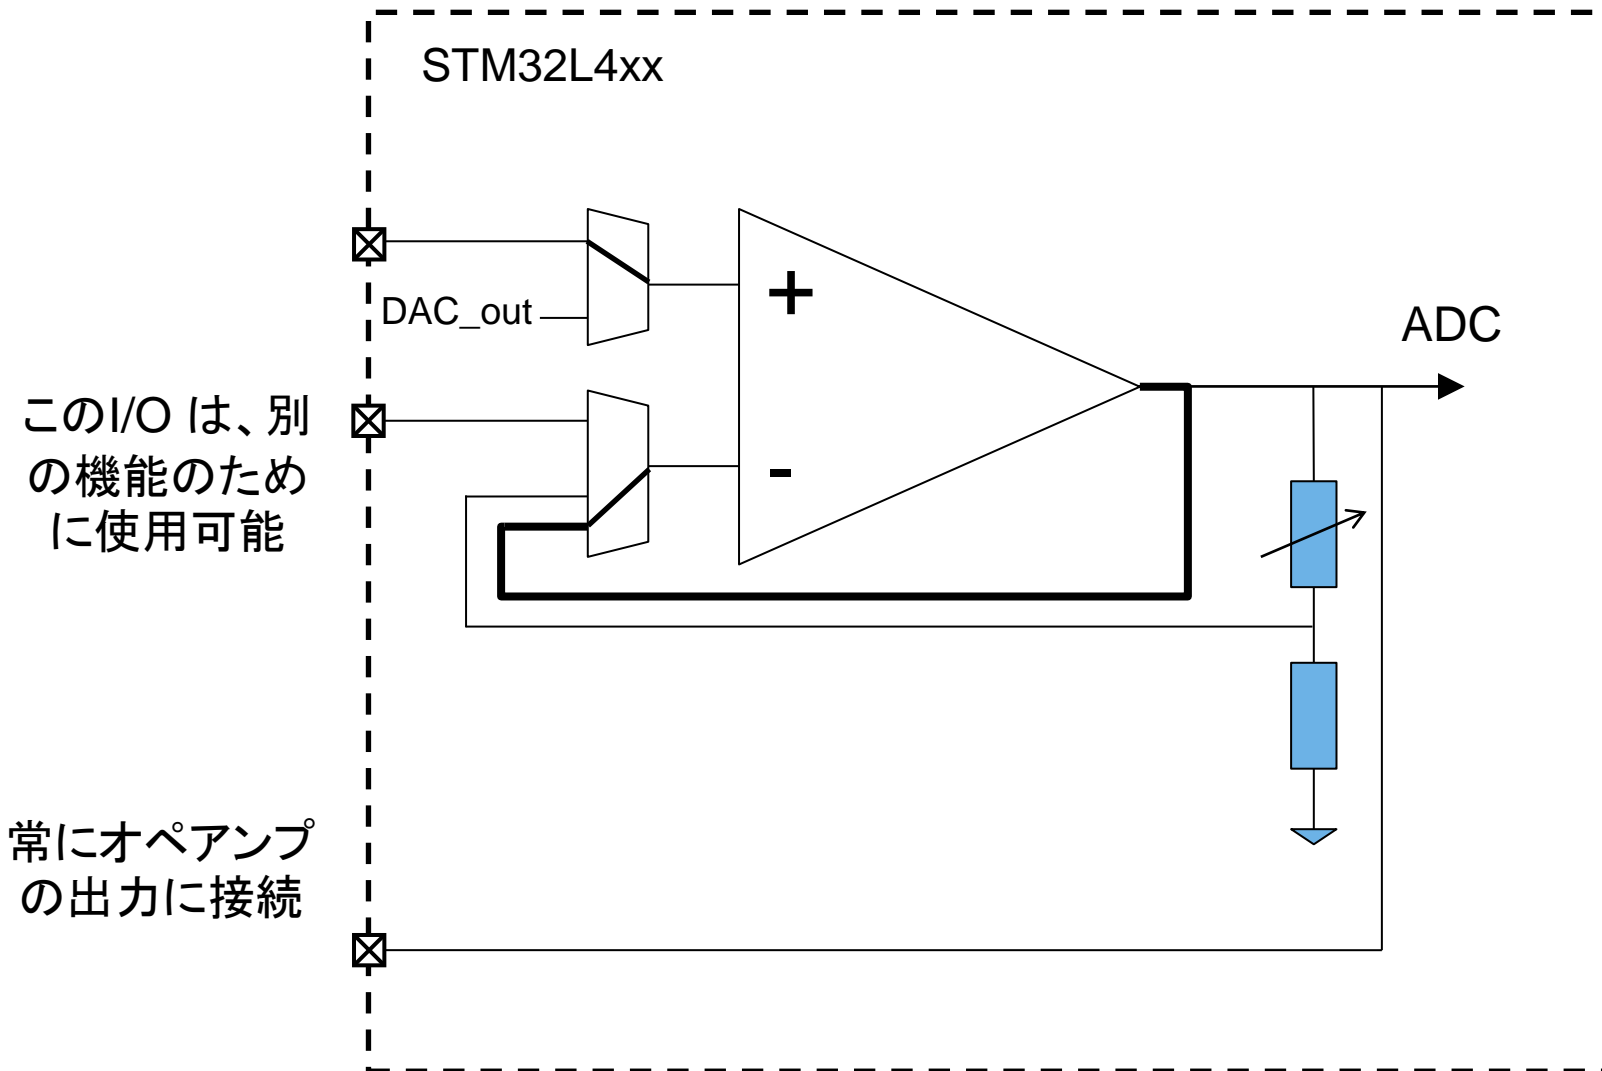 STM32L4xx
DAC_out
+
-
ADC
このI/O は、別
の機能のため
に使用可能
常にオペアンプ
の出力に接続